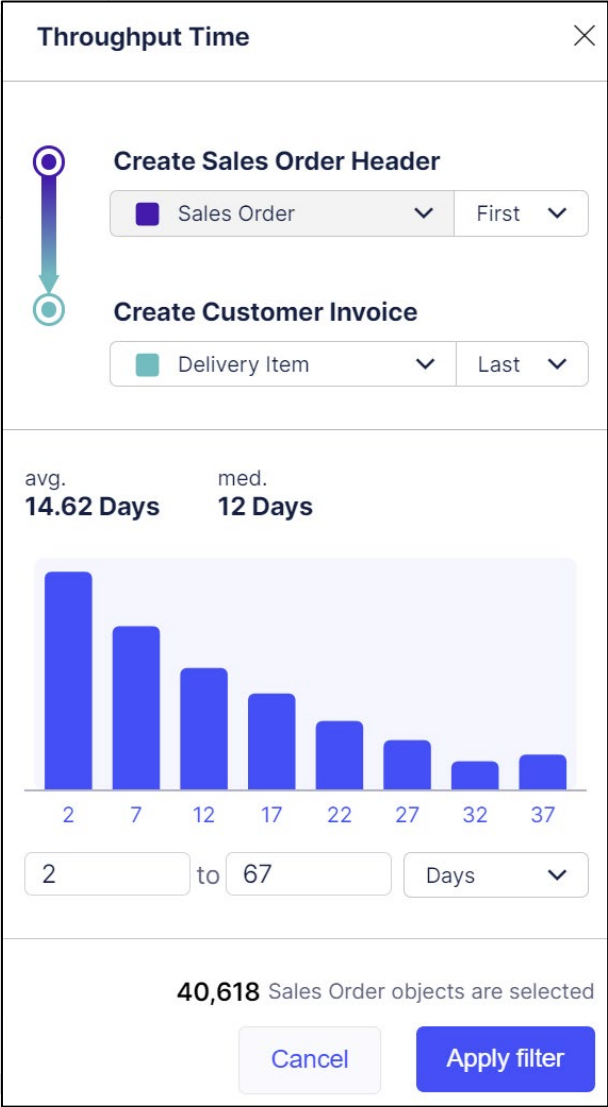 Throughput Time
Create Sales Order Header
Sales Order First
Create Customer Invoice
Delivery Item Last
avg. med.
14.62 Days 12 Days
2 7 12 17 22 27 32 37
2 to 67 Days
40,618 Sales Order objects are selected
Cancel Apply filter